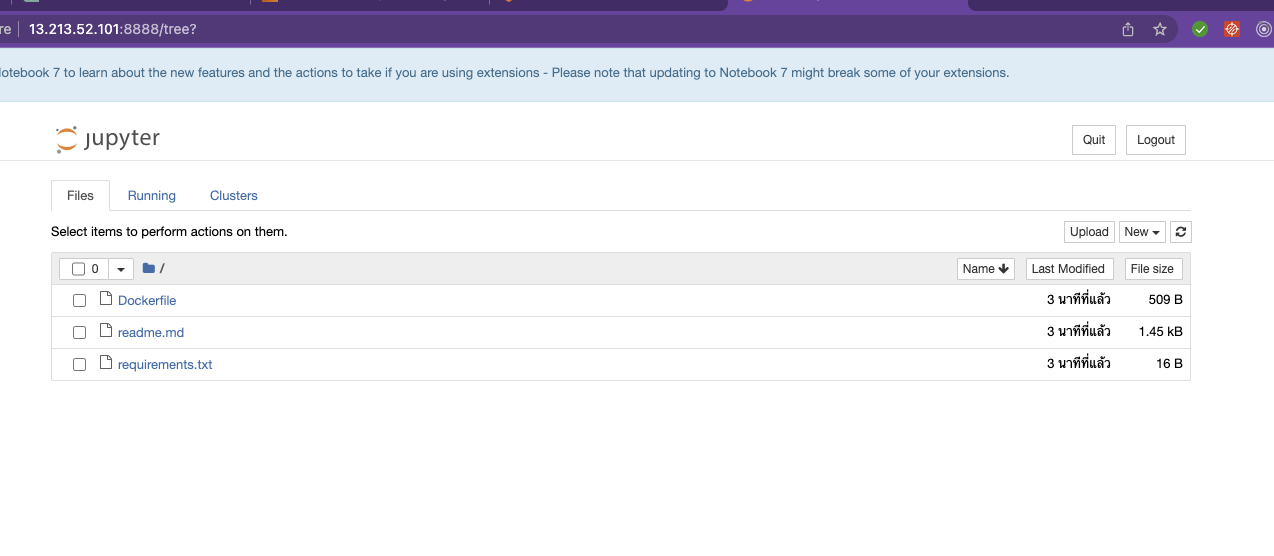 re 13.213.52.101:8888/tree?
otebook 7 to learn about the new features and the actions to take if you are using extensions - Please note that updating to Notebook 7 might break some of your extensions.
jupyter
Quit Logout
Files Running Clusters
Select items to perform actions on them.
Upload New
0 / Name Last Modified File size
Dockerfile 3 นาทีที่แล้ว 509 B
readme.md 3 นาทีที่แล้ว 1.45 kB
requirements.txt 3 นาทีที่แล้ว 16 B